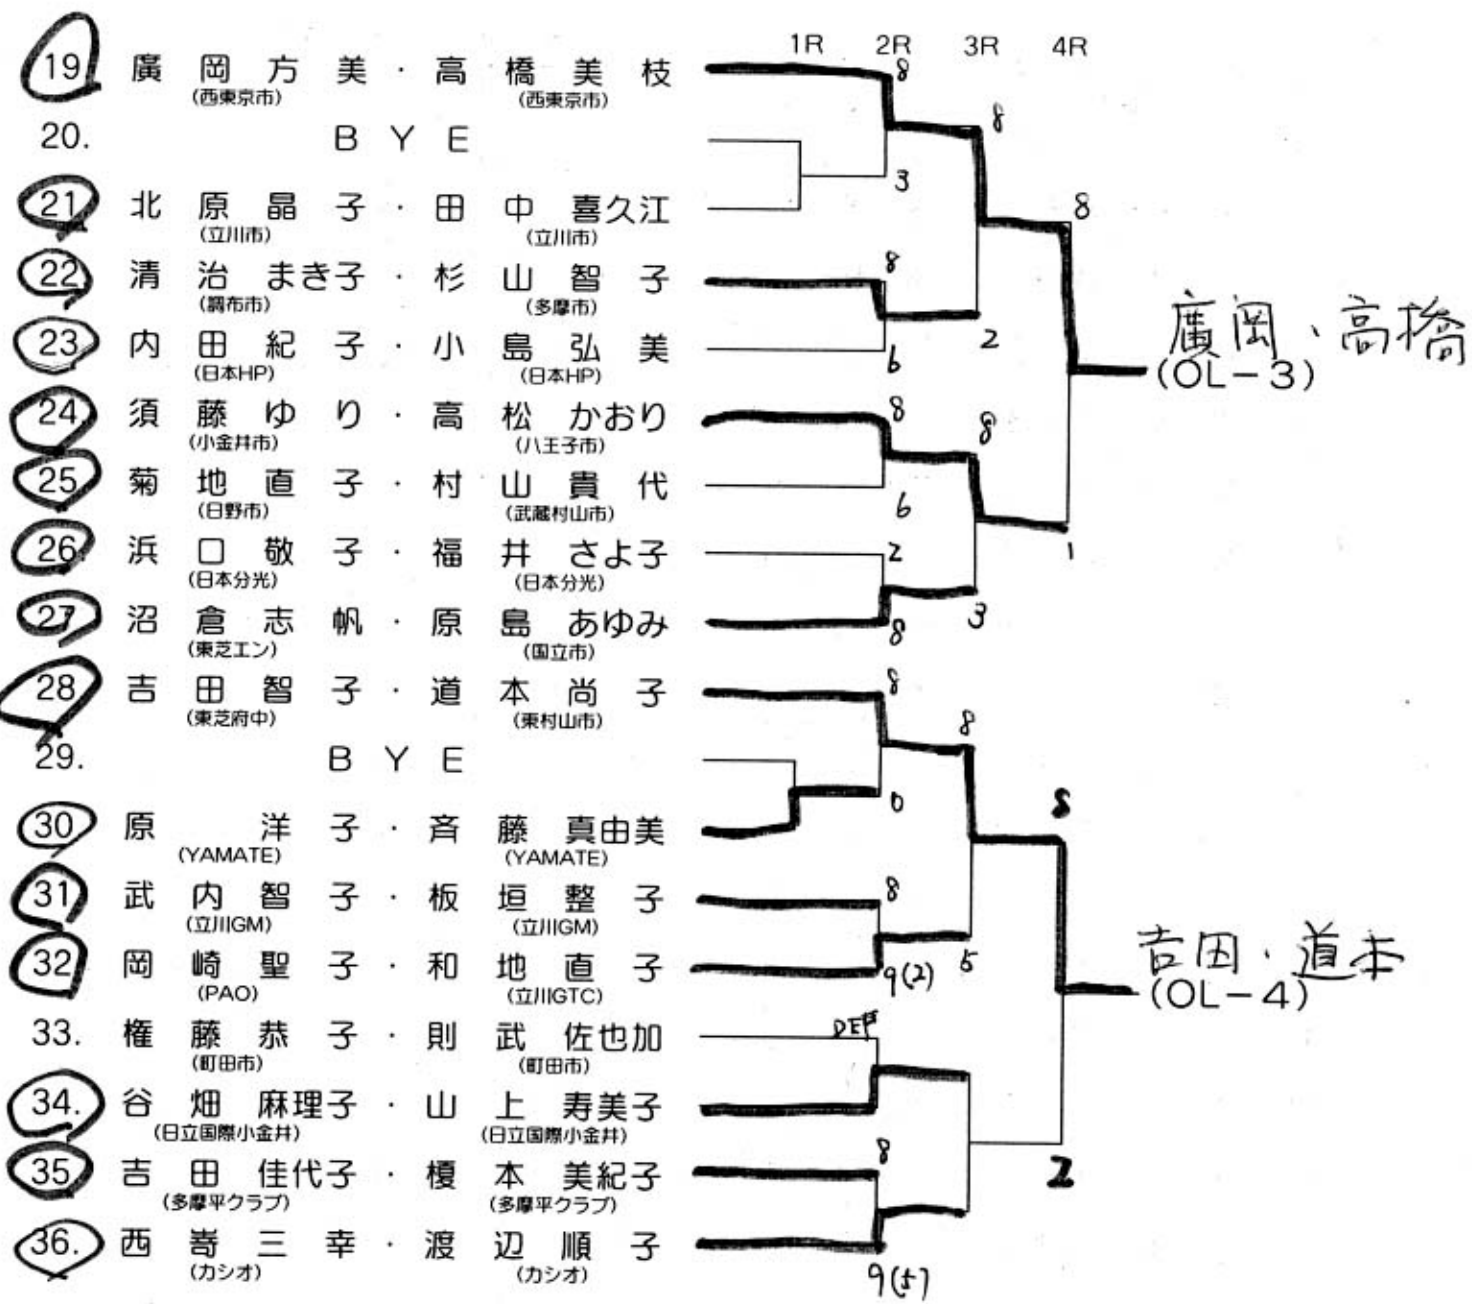 1R 2R 3R 4R
19 廣岡方美・高橋美枝 8
(西東京市) (西東京市)
8
20. BYE
3
21 北原晶子・田中喜久江 8
(立川市) (立川市)
22 清治まき子・杉山智子 8
(調布市) (多摩市)
廣岡・高橋
23 内田紀子・小島弘美 6 2
(日本HP) (日本HP)
(OL-3)
24. 須藤ゆり・高松かおり 8 8
(小金井市) (八王子市)
25 菊地直子・村山貴代 6
(日野市) (武蔵村山市)
26. 浜口敬子・福井さよ子 2 1
(日本分光) (日本分光)
27 沼倉志帆・原島あゆみ 8 3
(東芝エン) (国立市)
28 吉田智子・道本尚子 8
(東芝府中) (東村山市)
8
29. BYE
0 8
30 原洋子・斉藤真由美
(YAMATE) (YAMATE)
31 武内智子・板垣整子 8
(立川GM) (立川GM)
吉田・道本
32 岡崎聖子・和地直子 9(2) 5
(PAO) (立川GTC)
(OL-4)
33. 権藤恭子・則武佐也加 DEF
(町田市) (町田市)
34. 谷畑麻理子・山上寿美子
(日立国際小金井) (日立国際小金井)
35 吉田佳代子・榎本美紀子 8 2
(多摩平クラブ) (多摩平クラブ)
36. 西嵜三幸・渡辺順子
(カシオ) (カシオ)
9(5)